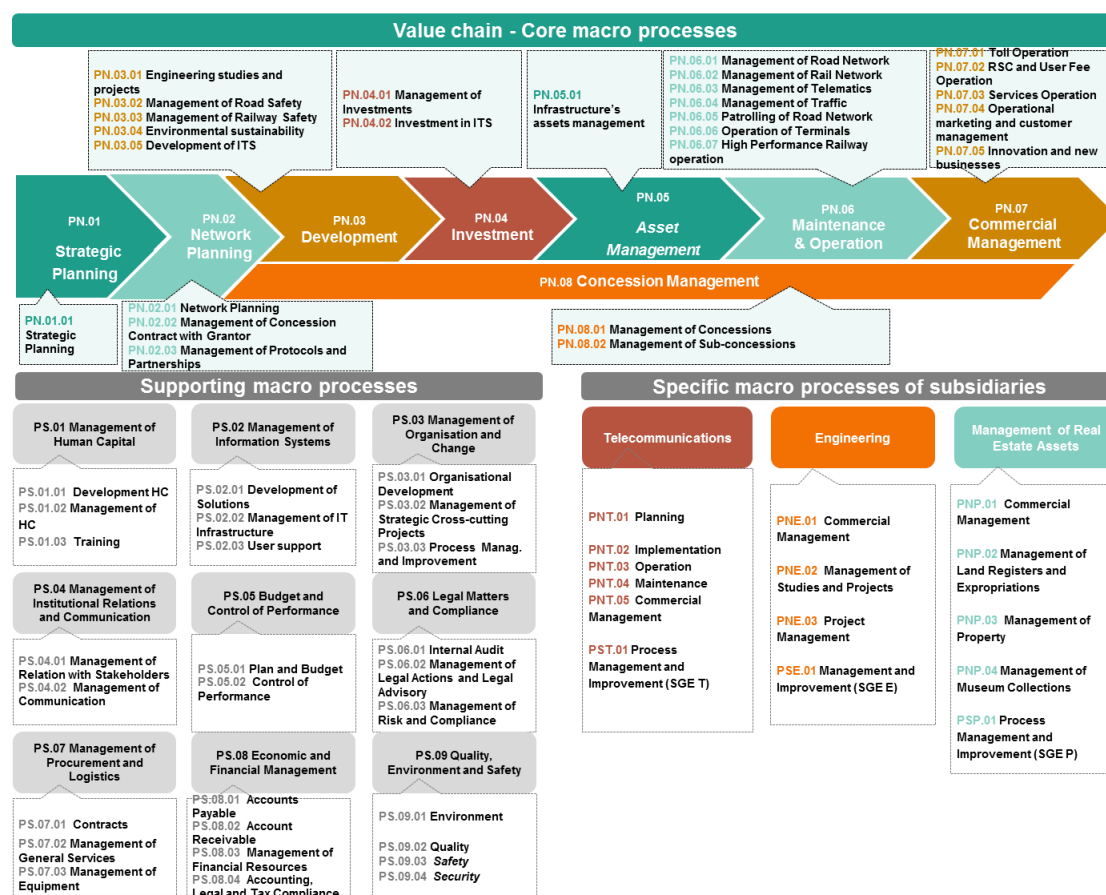 Value chain - Core macro processes
PN.03.01 Engineering studies and
projects
PN.03.02 Management of Road Safety
PN.03.03 Management of Railway Safety
PN.03.04 Environmental sustainability
PN.03.05 Development of ITS
PN.04.01 Management of
Investments
PN.04.02 Investment in ITS
PN.05.01
Infrastructure's
assets management
PN.06.01 Management of Road Network
PN.06.02 Management of Rail Network
PN.06.03 Management of Telematics
PN.06.04 Management of Traffic
PN.06.05 Patrolling of Road Network
PN.06.06 Operation of Terminals
PN.06.07 High Performance Railway
operation
PN.07.01 Toll Operation
PN.07.02 RSC and User Fee
Operation
PN.07.03 Services Operation
PN.07.04 Operational
marketing and customer
management
PN.07.05 Innovation and new
businesses
PN.01
Strategic
Planning
PN.02
Network
Planning
PN.03
Development
PN.04
Investment
PN.05
Asset
Management
PN.06
Maintenance
& Operation
PN.07
Commercial
Management
PN.08 Concession Management
PN.01.01
Strategic
Planning
PN.02.01 Network Planning
PN.02.02 Management of Concession
Contract with Grantor
PN.02.03 Management of Protocols and
Partnerships
PN.08.01 Management of Concessions
PN.08.02 Management of Sub-concessions
Supporting macro processes
PS.01 Management of
Human Capital
PS.01.01 Development HC
PS.01.02 Management of
HC
PS.01.03 Training
PS.02 Management of
Information Systems
PS.02.01 Development of
Solutions
PS.02.02 Management of IT
Infrastructure
PS.02.03 User support
PS.03 Management of
Organisation and
Change
PS.03.01 Organisational
Development
PS.03.02 Management of
Strategic Cross-cutting
Projects
PS.03.03 Process Manag.
and Improvement
PS.04 Management of
Institutional Relations
and Communication
PS.04.01 Management of
Relation with Stakeholders
PS.04.02 Management of
Communication
PS.05 Budget and
Control of Performance
PS.05.01 Plan and Budget
PS.05.02 Control of
Performance
PS.06 Legal Matters
and Compliance
PS.06.01 Internal Audit
PS.06.02 Management of
Legal Actions and Legal
Advisory
PS.06.03 Management of
Risk and Compliance
PS.07 Management of
Procurement and
Logistics
PS.07.01 Contracts
PS.07.02 Management of
General Services
PS.07.03 Management of
Equipment
PS.08 Economic and
Financial Management
PS.08.01 Accounts
Payable
PS.08.02 Account
Receivable
PS.08.03 Management of
Financial Resources
PS.08.04 Accounting,
Legal and Tax Compliance
PS.09 Quality,
Environment and Safety
PS.09.01 Environment
PS.09.02 Quality
PS.09.03 Safety
PS.09.04 Security
Specific macro processes of subsidiaries
Telecommunications
PNT.01 Planning
PNT.02 Implementation
PNT.03 Operation
PNT.04 Maintenance
PNT.05 Commercial
Management
PST.01 Process
Management and
Improvement (SGE T)
Engineering
PNE.01 Commercial
Management
PNE.02 Management of
Studies and Projects
PNE.03 Project
Management
PSE.01 Management and
Improvement (SGE E)
Management of Real
Estate Assets
PNP.01 Commercial
Management
PNP.02 Management of
Land Registers and
Expropriations
PNP.03 Management of
Property
PNP.04 Management of
Museum Collections
PSP.01 Process
Management and
Improvement (SGE P)